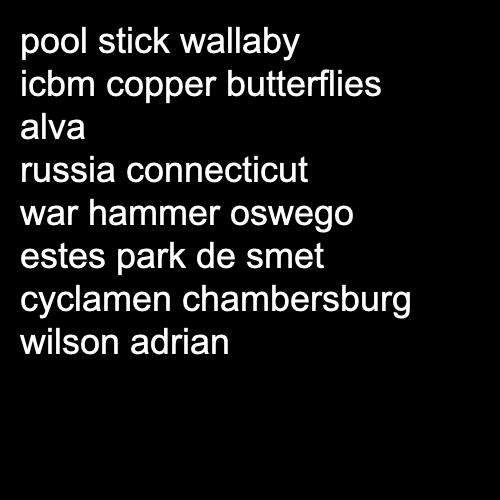 pool stick wallaby
icbm copper butterflies
alva
russia connecticut
war hammer oswego
estes park de smet
cyclamen chambersburg
wilson adrian